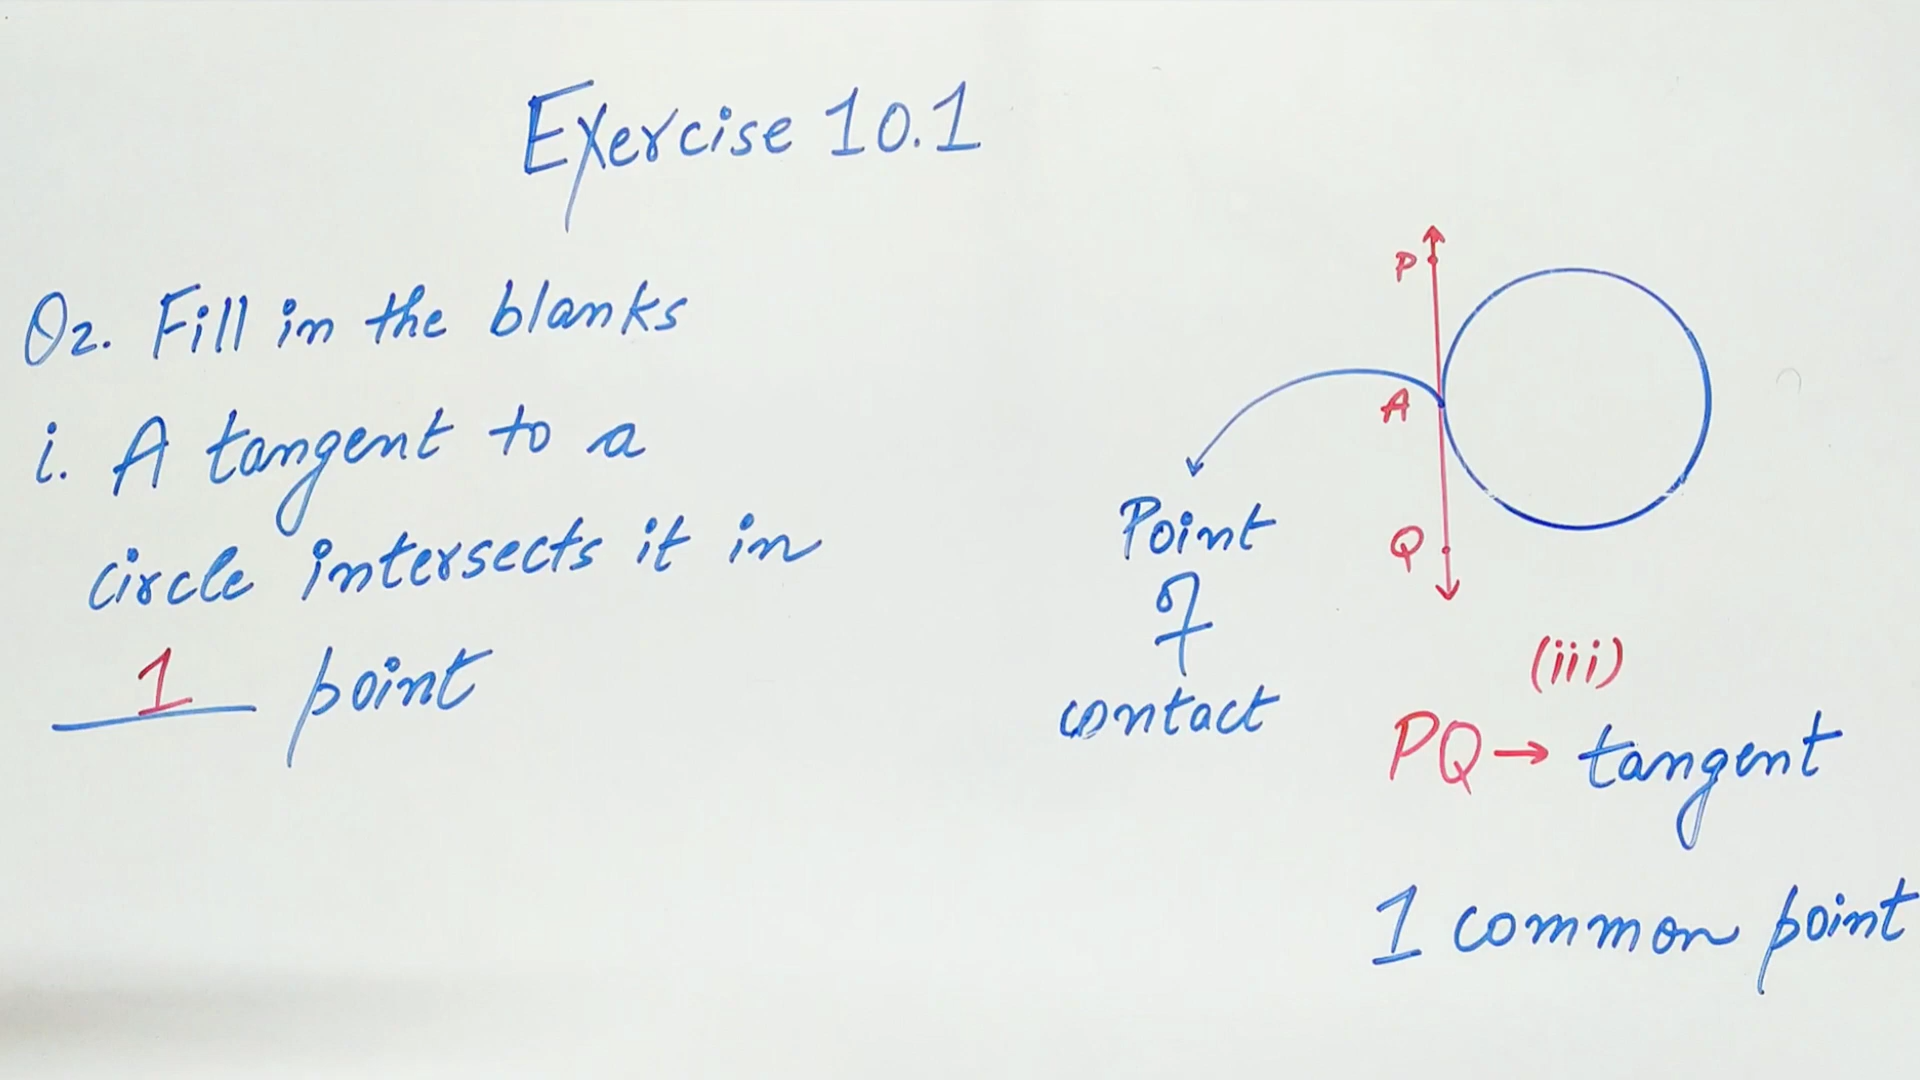 Exercise 10.1
Q2. Fill in the blanks
i. A tangent to a
circle intersects it in
1 point
P
A
Q
Point
of
contact
(iii)
PQ → tangent
1 common point